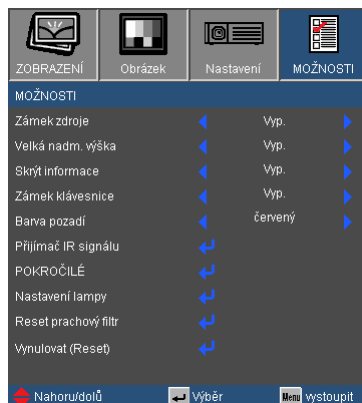 ZOBRAZENÍ Obrázek Nastavení MOŽNOSTI
MOŽNOSTI
Zámek zdroje Vyp.
Velká nadm. výška Vyp.
Skrýt informace Vyp.
Zámek klávesnice Vyp.
Barva pozadí červený
Přijímač IR signálu
POKROČILÉ
Nastavení lampy
Reset prachový filtr
Vynulovat (Reset)
Nahoru/dolů Výběr Menu vystoupit